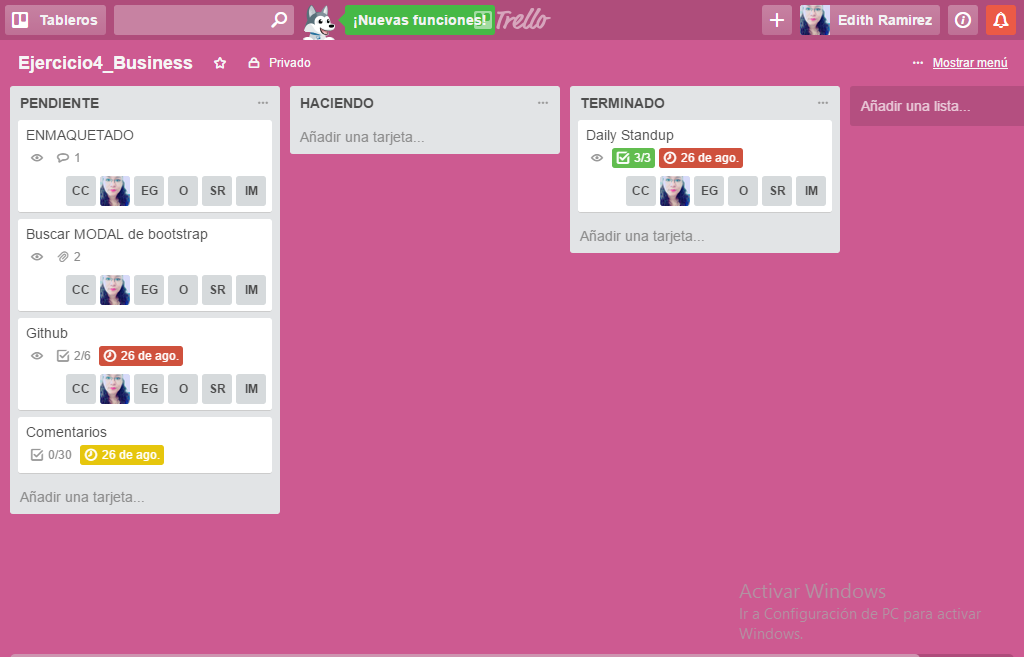 Tableros
¡Nuevas funciones!
Trello
Edith Ramirez
Ejercicio4_Business
Privado
... Mostrar menú
PENDIENTE ...
ENMAQUETADO
1
CC EG O SR IM
Buscar MODAL de bootstrap
2
CC EG O SR IM
Github
2/6 26 de ago.
CC EG O SR IM
Comentarios
0/30 26 de ago.
Añadir una tarjeta...
HACIENDO ...
Añadir una tarjeta...
TERMINADO ...
Daily Standup
3/3 26 de ago.
CC EG O SR IM
Añadir una tarjeta...
Añadir una lista...
Activar Windows
Ir a Configuración de PC para activar
Windows.